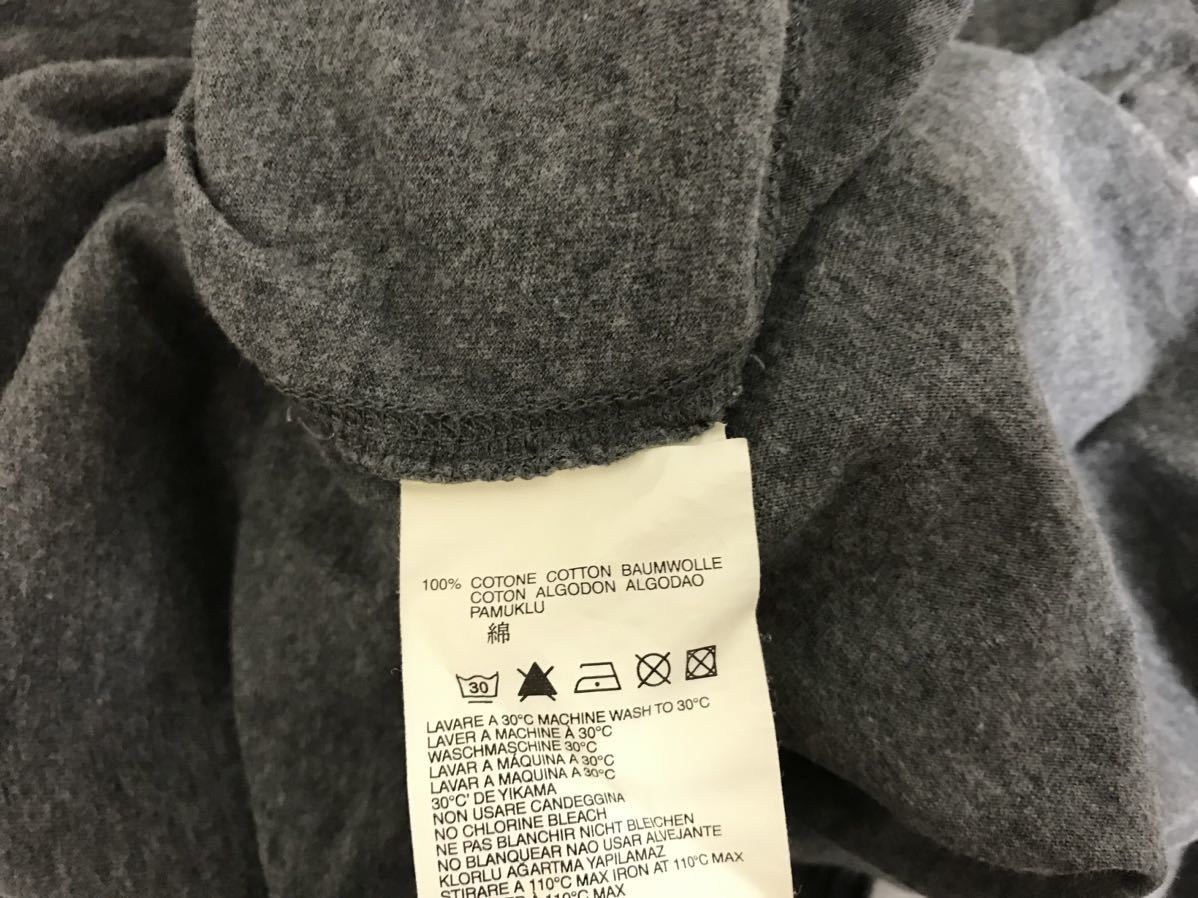 100% COTONE COTTON BAUMWOLLE
COTON ALGODON ALGODAO
PAMUKLU
綿
30
LAVARE A 30°C MACHINE WASH TO 30°C
LAVER A MACHINE À 30°C
WASCHMASCHINE 30°C
LAVAR A MÁQUINA A 30°C
LAVAR A MAQUINA A 30°C
30°C' DE YIKAMA
NON USARE CANDEGGINA
NO CHLORINE BLEACH
NE PAS BLANCHIR NICHT BLEICHEN
NO BLANQUEAR NAO USAR ALVEJANTE
KLORLU AĞARTMA YAPILAMAZ
STIRARE A 110°C MAX IRON AT 110°C MAX
110°C MAX